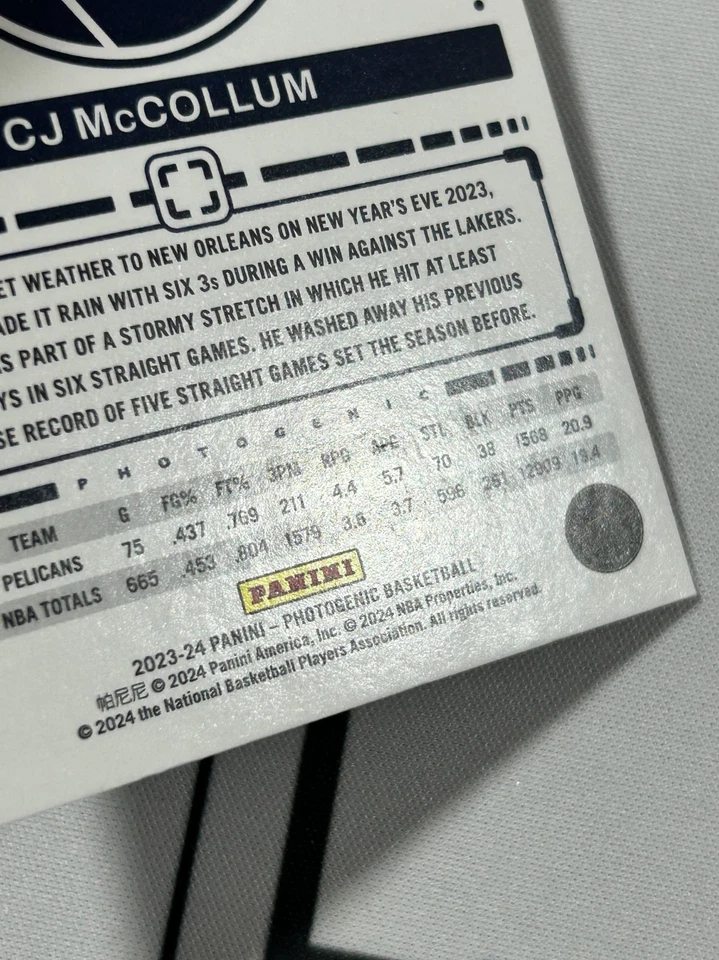 CJ McCOLLUM
ET WEATHER TO NEW ORLEANS ON NEW YEAR'S EVE 2023,
ADE IT RAIN WITH SIX 3s DURING A WIN AGAINST THE LAKERS.
AS PART OF A STORMY STRETCH IN WHICH HE HIT AT LEAST
YS IN SIX STRAIGHT GAMES. HE WASHED AWAY HIS PREVIOUS
SE RECORD OF FIVE STRAIGHT GAMES SET THE SEASON BEFORE.
PHOTOGENIC
TEAM G FG% FT% 3PM RPG APG STL BLK PTS PPG
PELICANS 75 .437 .769 211 4.4 5.7 70 38 1568 20.9
NBA TOTALS 665 .453 .804 1579 3.8 3.7 596 261 12909 19.4
PANINI
2023-24 PANINI – PHOTOGENIC BASKETBALL
帕尼尼 © 2024 Panini America, Inc. © 2024 NBA Properties, Inc.
© 2024 the National Basketball Players Association. All rights reserved.